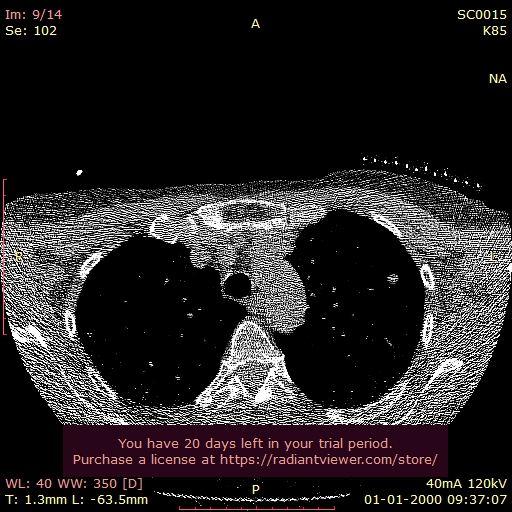 Im: 9/14
SC0015
Se: 102
A
K85
NA
You have 20 days left in your trial period.
Purchase a license at https://radiantviewer.com/store/
WL: 40 WW: 350 [D]
P
40mA 120kV
T: 1.3mm L: -63.5mm
01-01-2000 09:37:07